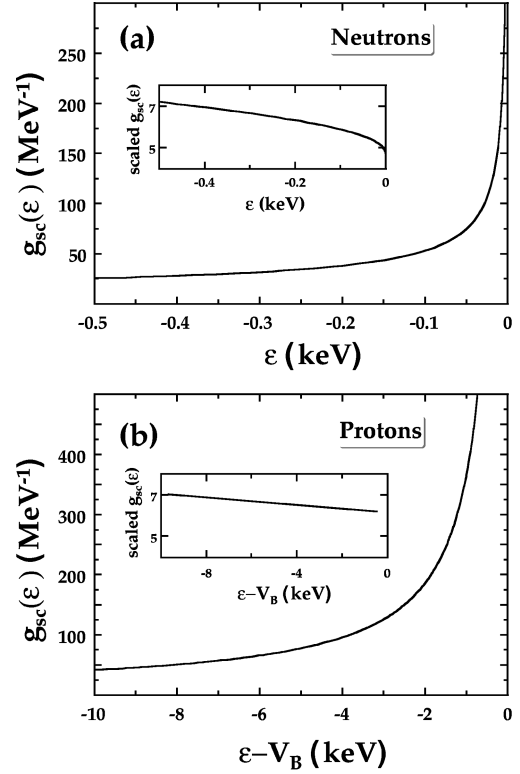 (a)
Neutrons
g_sc(ε) (MeV⁻¹)
250
200
150
100
50
scaled g_sc(ε)
7
5
-0.4
-0.2
0
ε (keV)
-0.5
-0.4
-0.3
-0.2
-0.1
0
ε (keV)
(b)
Protons
g_sc(ε) (MeV⁻¹)
400
300
200
100
scaled g_sc(ε)
7
5
-8
-4
0
ε−V_B (keV)
-10
-8
-6
-4
-2
0
ε−V_B (keV)